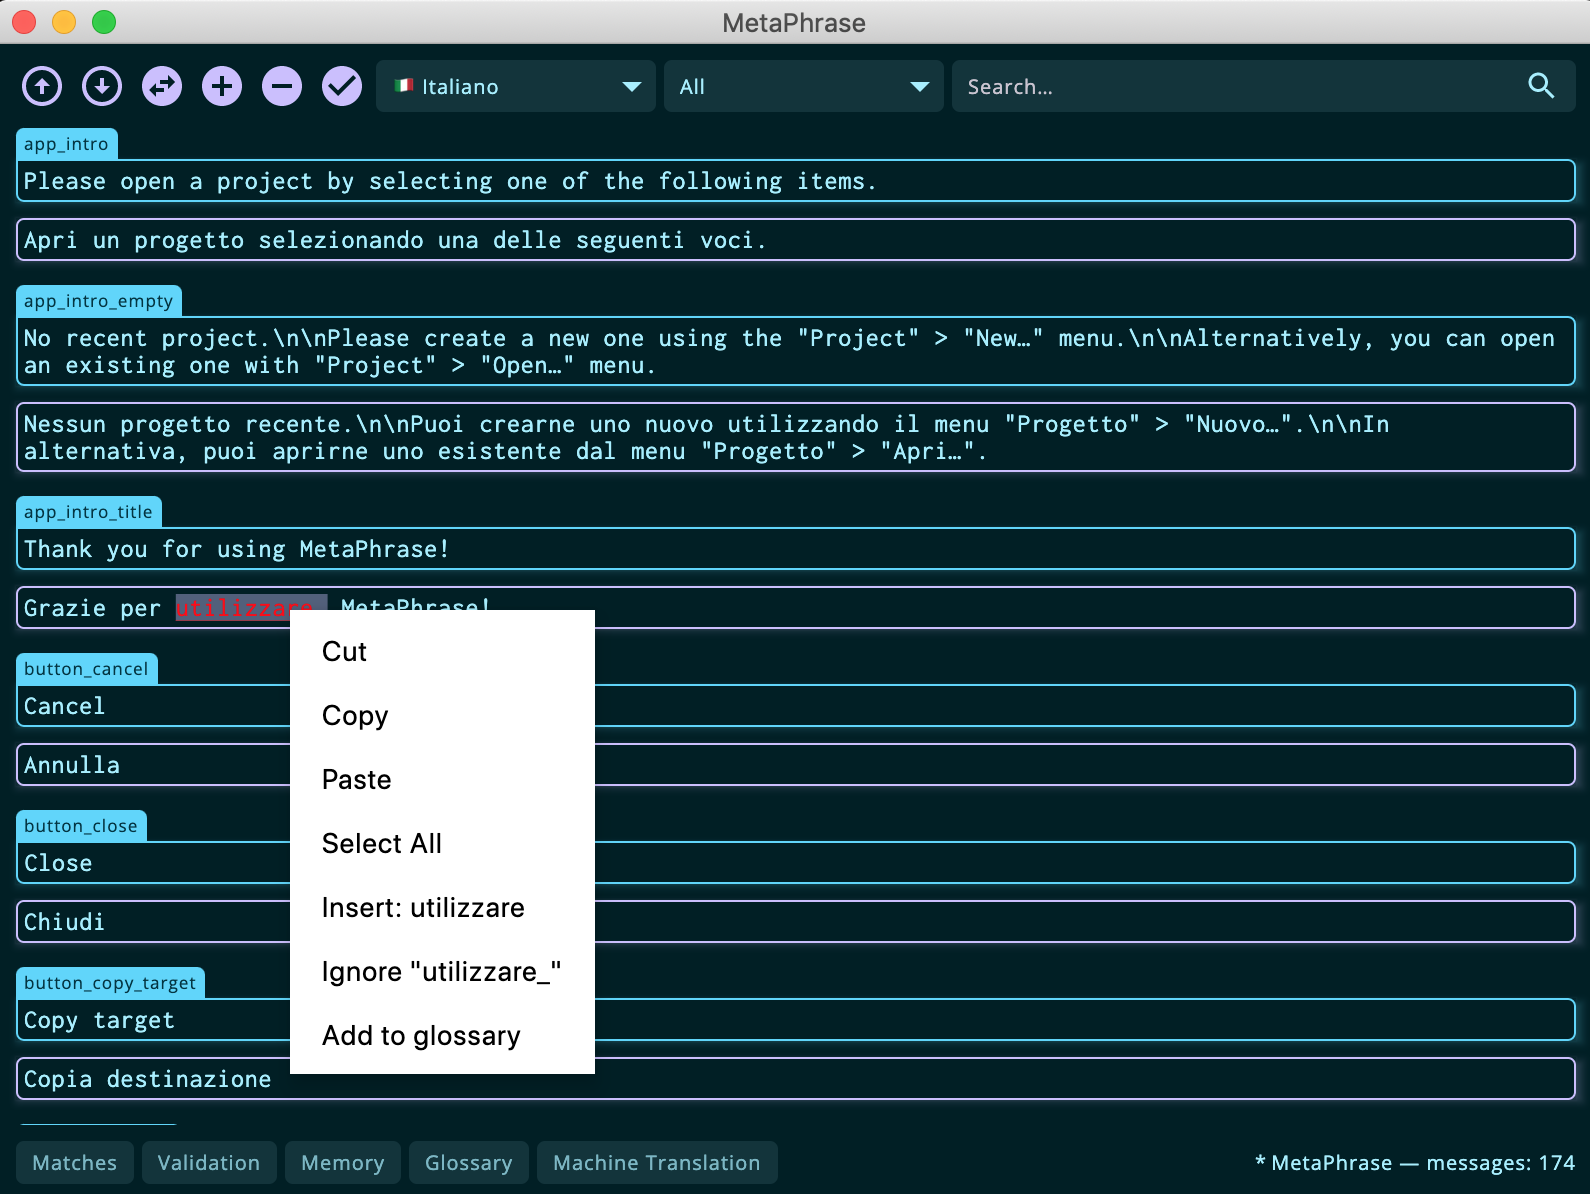 MetaPhrase
Italiano
All
Search...
app_intro
Please open a project by selecting one of the following items.
Apri un progetto selezionando una delle seguenti voci.
app_intro_empty
No recent project.\n\nPlease create a new one using the "Project" > "New…" menu.\n\nAlternatively, you can open
an existing one with "Project" > "Open…" menu.
Nessun progetto recente.\n\nPuoi crearne uno nuovo utilizzando il menu "Progetto" > "Nuovo…".\n\nIn
alternativa, puoi aprirne uno esistente dal menu "Progetto" > "Apri…".
app_intro_title
Thank you for using MetaPhrase!
Grazie per utilizzare_ MetaPhrase!
Cut
Copy
Paste
Select All
Insert: utilizzare
Ignore "utilizzare_"
Add to glossary
button_cancel
Cancel
Annulla
button_close
Close
Chiudi
button_copy_target
Copy target
Copia destinazione
Matches
Validation
Memory
Glossary
Machine Translation
* MetaPhrase — messages: 174